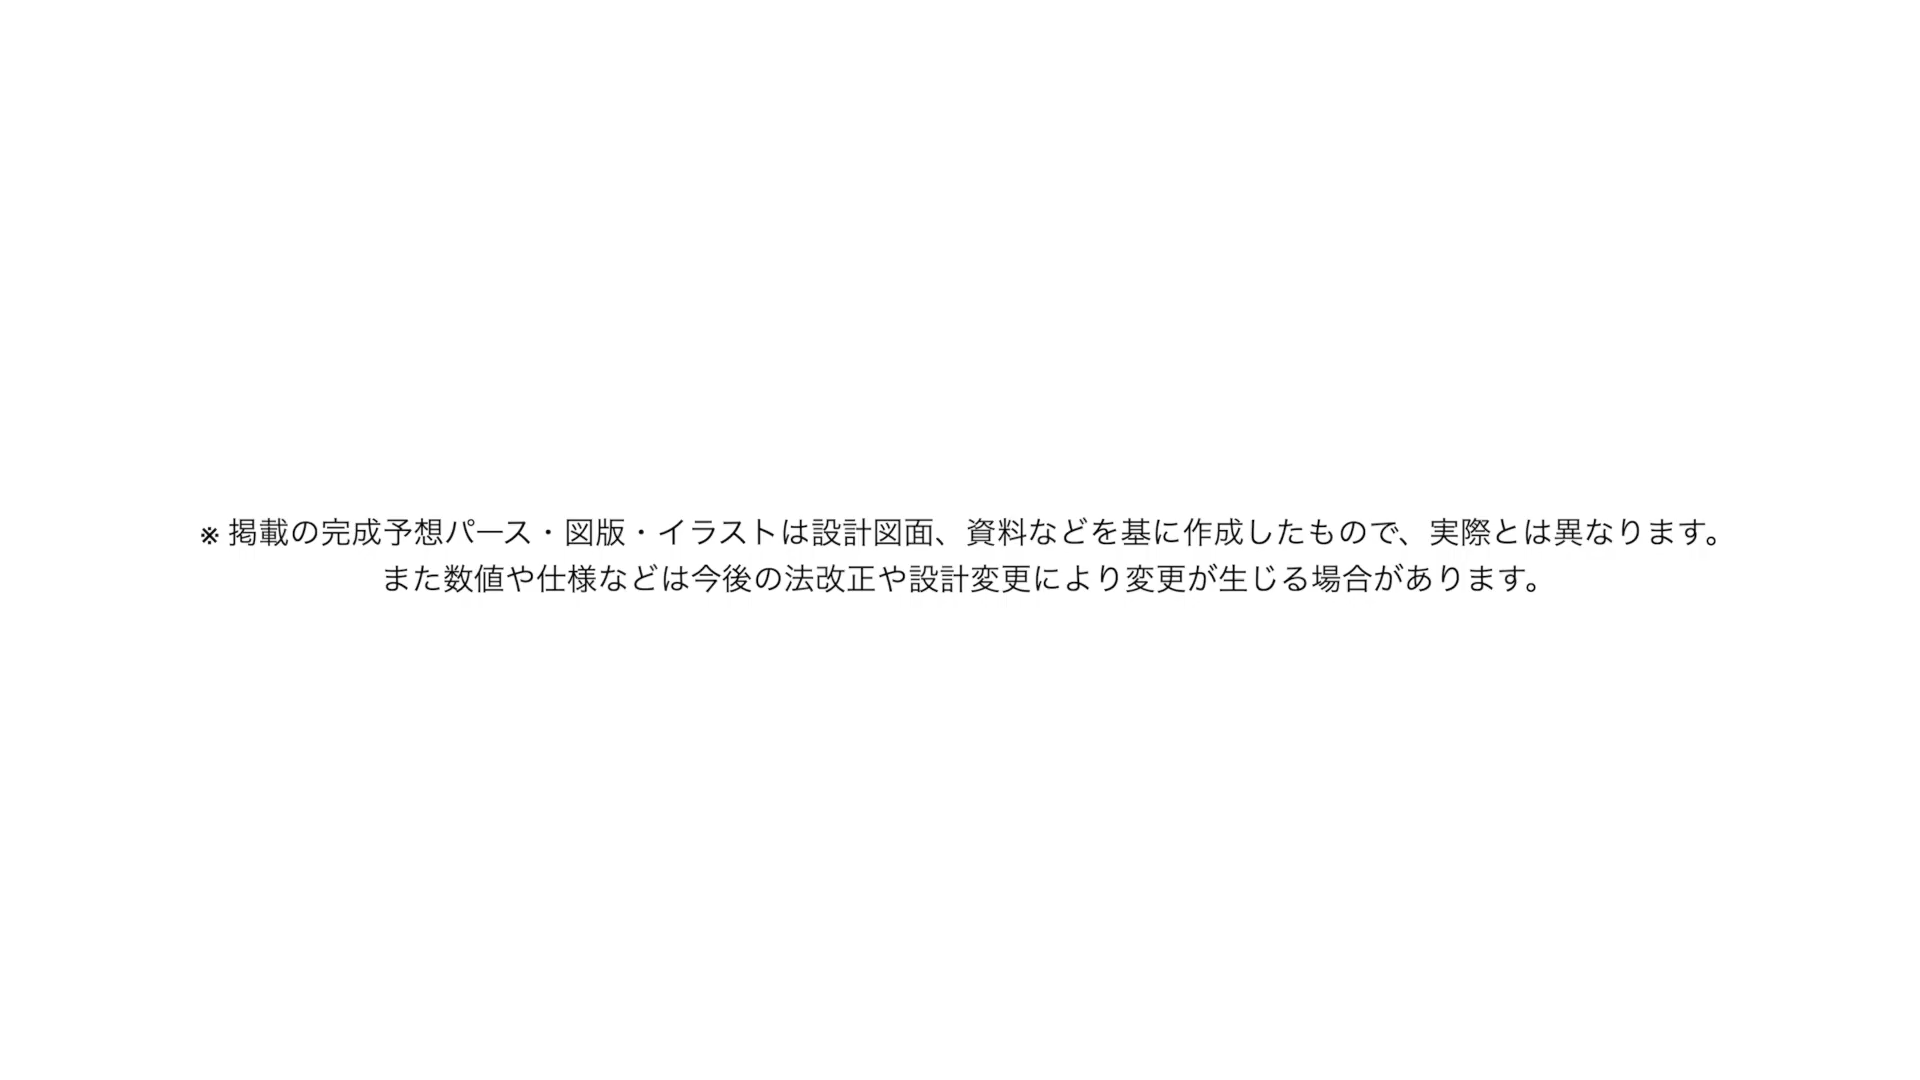 ※ 掲載の完成予想パース・図版・イラストは設計図面、資料などを基に作成したもので、実際とは異なります。
また数値や仕様などは今後の法改正や設計変更により変更が生じる場合があります。